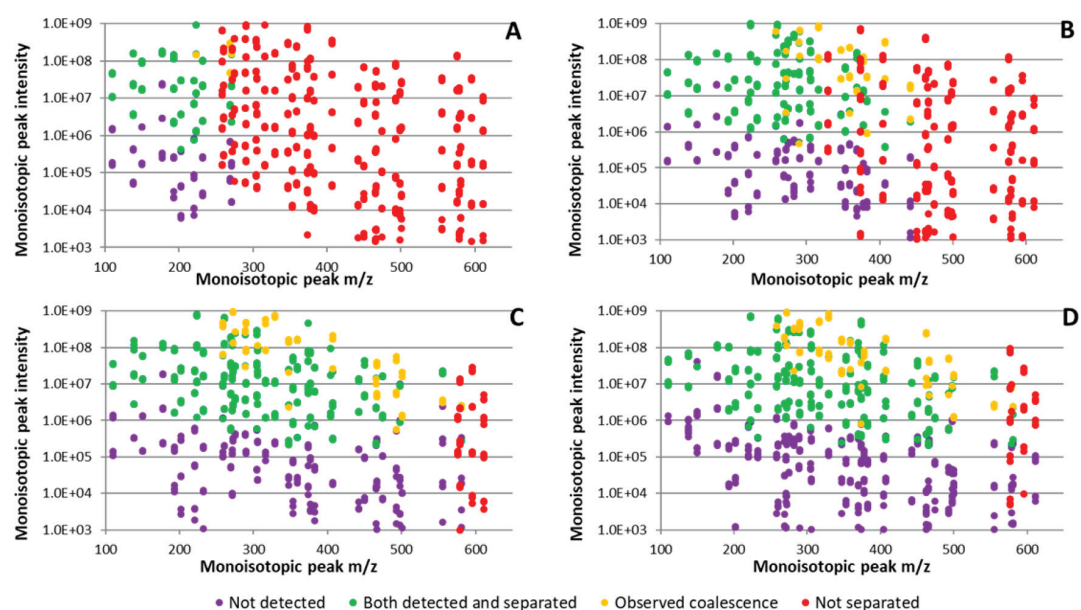 A
Monoisotopic peak intensity
1.0E+09
1.0E+08
1.0E+07
1.0E+06
1.0E+05
1.0E+04
1.0E+03
100 200 300 400 500 600
Monoisotopic peak m/z
B
Monoisotopic peak intensity
1.0E+09
1.0E+08
1.0E+07
1.0E+06
1.0E+05
1.0E+04
1.0E+03
100 200 300 400 500 600
Monoisotopic peak m/z
C
Monoisotopic peak intensity
1.0E+09
1.0E+08
1.0E+07
1.0E+06
1.0E+05
1.0E+04
1.0E+03
100 200 300 400 500 600
Monoisotopic peak m/z
D
Monoisotopic peak intensity
1.0E+09
1.0E+08
1.0E+07
1.0E+06
1.0E+05
1.0E+04
1.0E+03
100 200 300 400 500 600
Monoisotopic peak m/z
Not detected Both detected and separated Observed coalescence Not separated